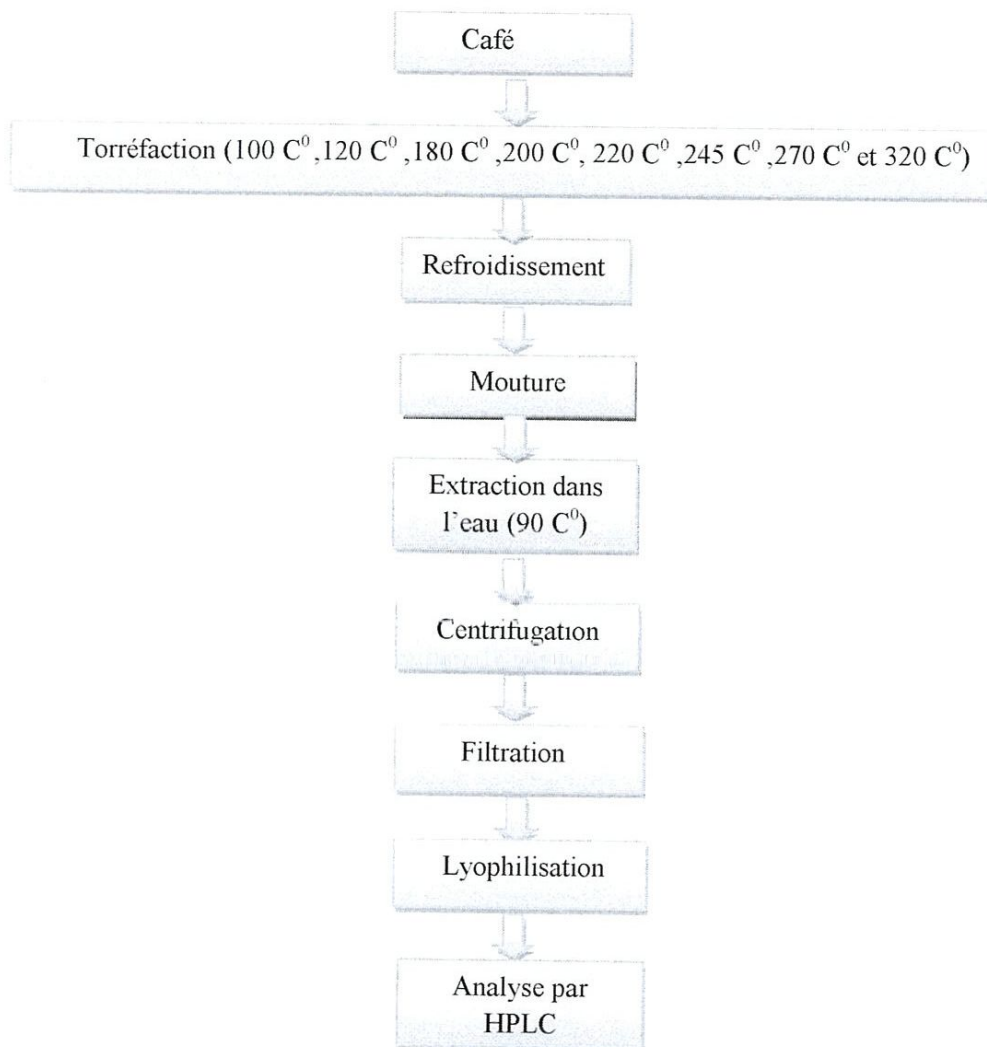 Café
Torréfaction (100 C⁰ ,120 C⁰ ,180 C⁰ ,200 C⁰, 220 C⁰ ,245 C⁰ ,270 C⁰ et 320 C⁰)
Refroidissement
Mouture
Extraction dans
l'eau (90 C⁰)
Centrifugation
Filtration
Lyophilisation
Analyse par
HPLC